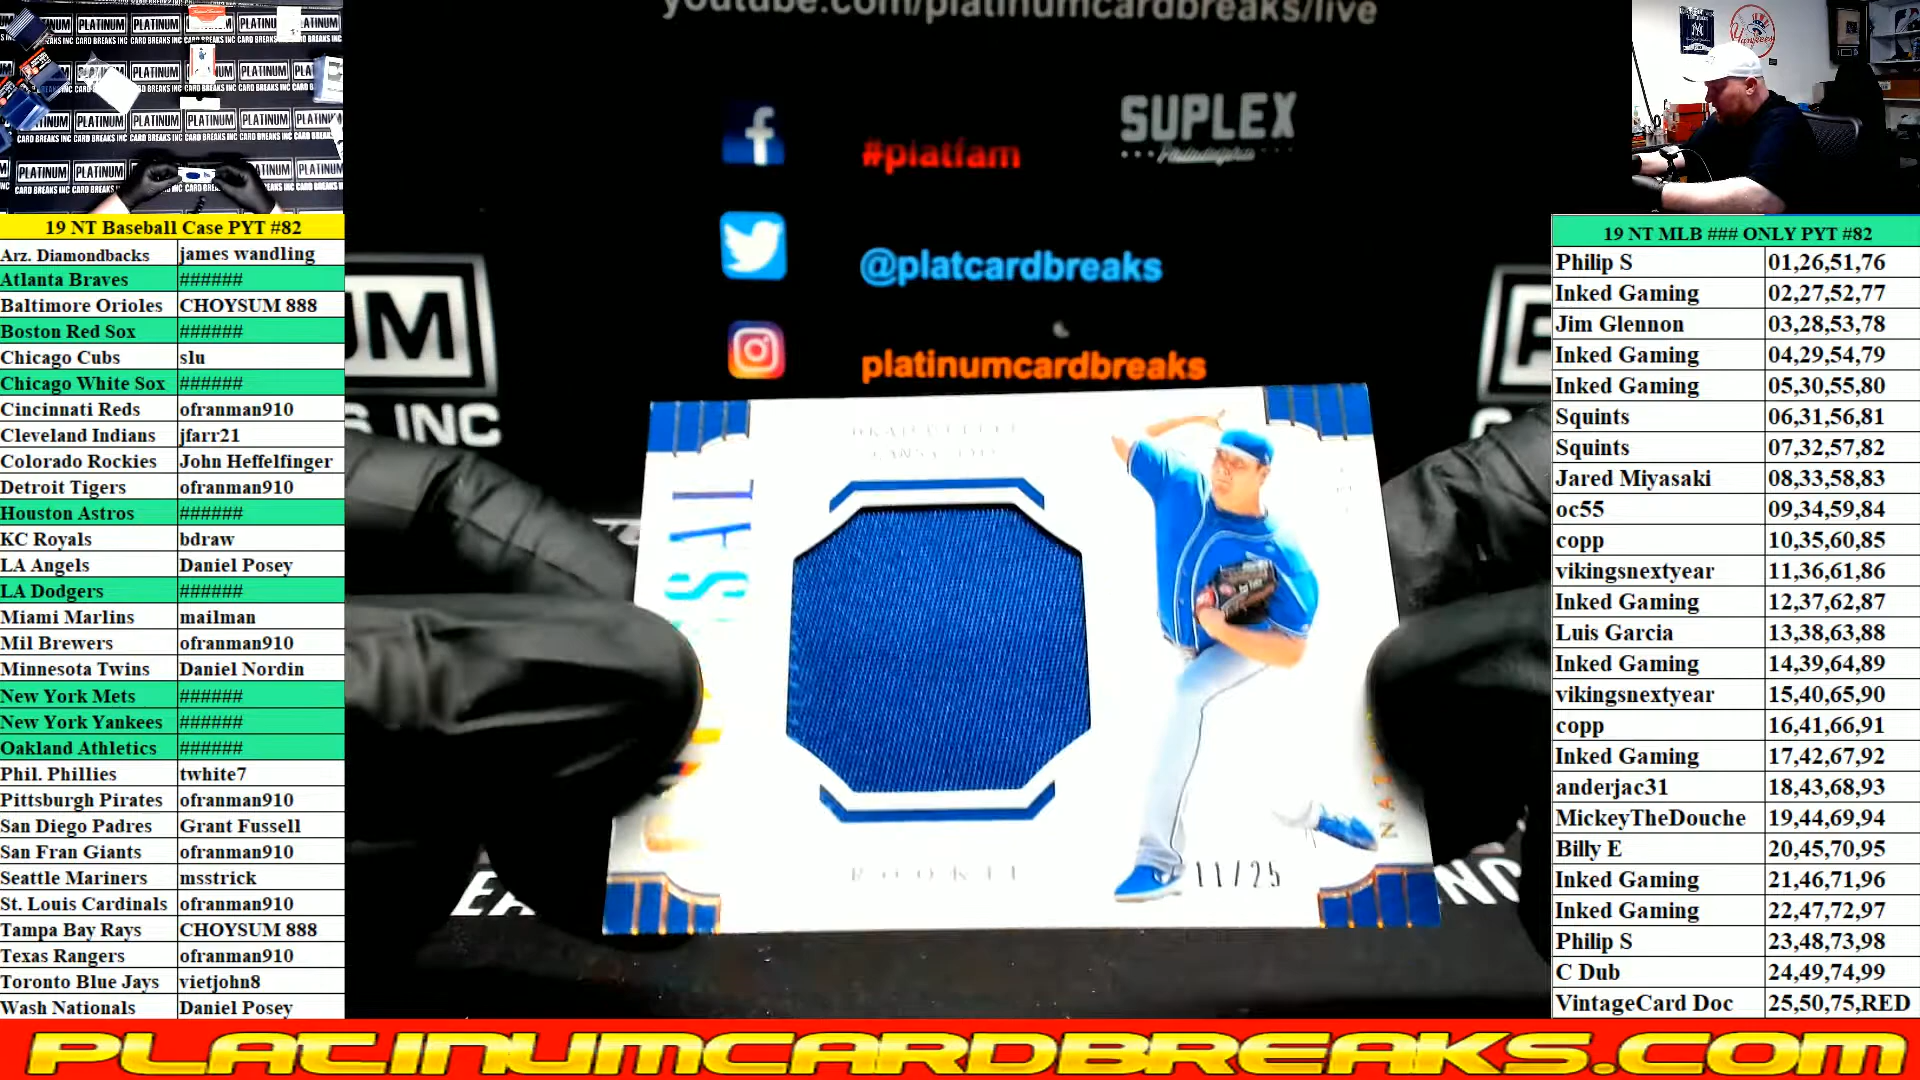 youtube.com/platinumcardbreaks/live
#platfam
@platcardbreaks
platinumcardbreaks
SUPLEX
Philadelphia
Yankees
PLATINUM
CARD BREAKS INC
19 NT Baseball Case PYT #82
Arz. Diamondbacks james wandling
Atlanta Braves ######
Baltimore Orioles CHOYSUM 888
Boston Red Sox ######
Chicago Cubs slu
Chicago White Sox ######
Cincinnati Reds ofranman910
Cleveland Indians jfarr21
Colorado Rockies John Heffelfinger
Detroit Tigers ofranman910
Houston Astros ######
KC Royals bdraw
LA Angels Daniel Posey
LA Dodgers ######
Miami Marlins mailman
Mil Brewers ofranman910
Minnesota Twins Daniel Nordin
New York Mets ######
New York Yankees ######
Oakland Athletics ######
Phil. Phillies twhite7
Pittsburgh Pirates ofranman910
San Diego Padres Grant Fussell
San Fran Giants ofranman910
Seattle Mariners msstrick
St. Louis Cardinals ofranman910
Tampa Bay Rays CHOYSUM 888
Texas Rangers ofranman910
Toronto Blue Jays vietjohn8
Wash Nationals Daniel Posey
ROOKIE
11/25
19 NT MLB ### ONLY PYT #82
Philip S 01,26,51,76
Inked Gaming 02,27,52,77
Jim Glennon 03,28,53,78
Inked Gaming 04,29,54,79
Inked Gaming 05,30,55,80
Squints 06,31,56,81
Squints 07,32,57,82
Jared Miyasaki 08,33,58,83
oc55 09,34,59,84
copp 10,35,60,85
vikingsnextyear 11,36,61,86
Inked Gaming 12,37,62,87
Luis Garcia 13,38,63,88
Inked Gaming 14,39,64,89
vikingsnextyear 15,40,65,90
copp 16,41,66,91
Inked Gaming 17,42,67,92
anderjac31 18,43,68,93
MickeyTheDouche 19,44,69,94
Billy E 20,45,70,95
Inked Gaming 21,46,71,96
Inked Gaming 22,47,72,97
Philip S 23,48,73,98
C Dub 24,49,74,99
VintageCard Doc 25,50,75,RED
PLATINUMCARDBREAKS.COM